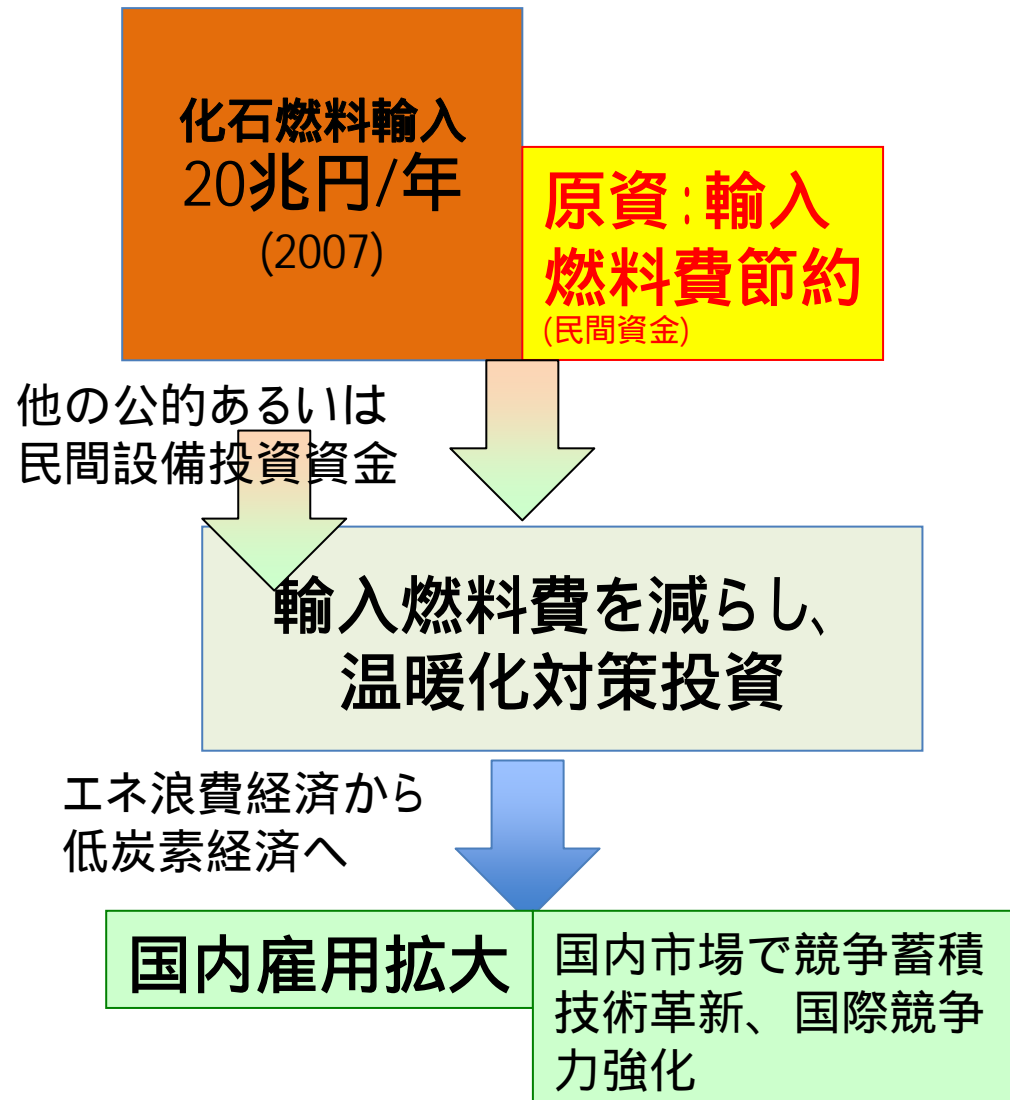 化石燃料輸入
20兆円/年
(2007)
原資:輸入
燃料費節約
(民間資金)
他の公的あるいは
民間設備投資資金
輸入燃料費を減らし、
温暖化対策投資
エネ浪費経済から
低炭素経済へ
国内雇用拡大
国内市場で競争蓄積
技術革新、国際競争
力強化